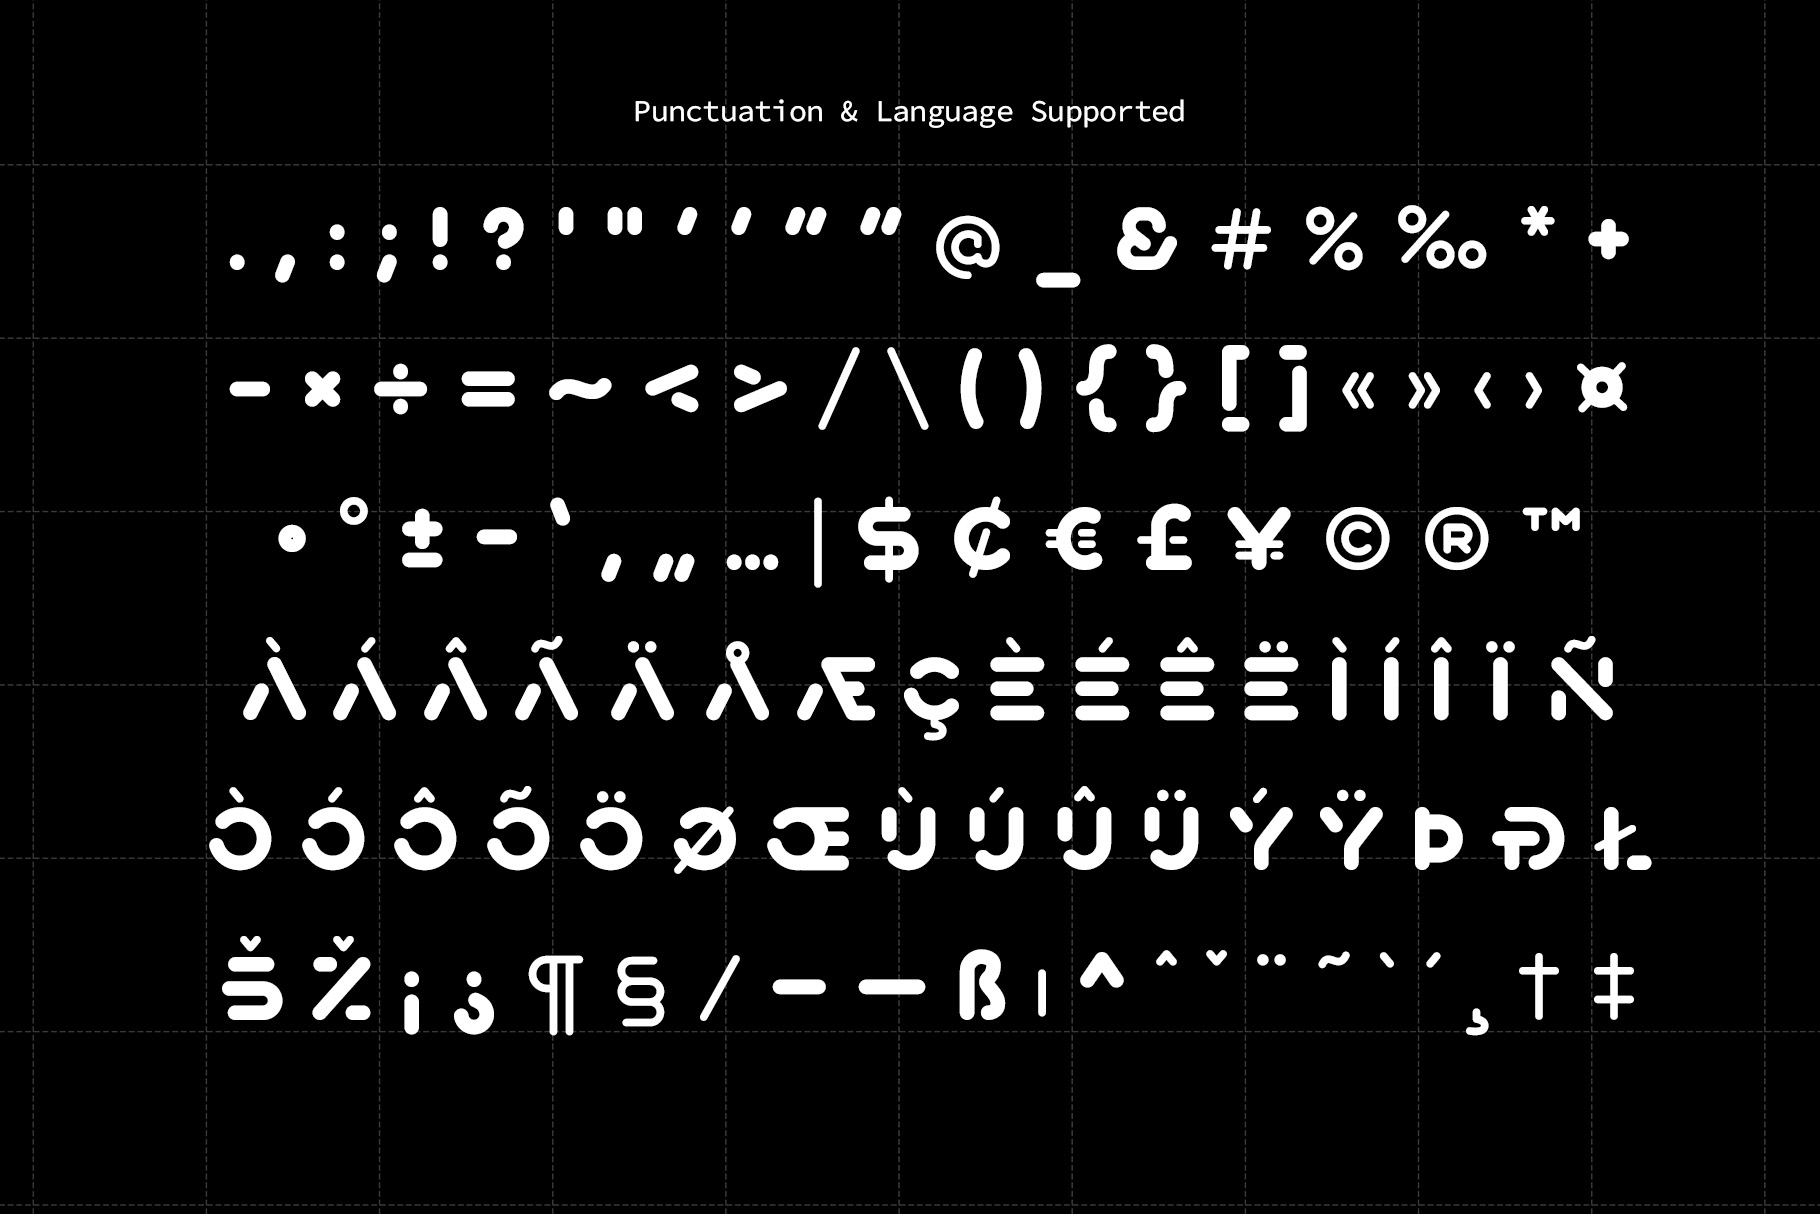 Punctuation & Language Supported
. , : ; ! ? ' " ‘ ’ “ ” @ _ & # % ‰ * +
- × ÷ = ~ < > / \ ( ) { } [ ] « » ‹ › ¤
• ° ± - ` ‚ „ … | $ ¢ € £ ¥ © ® ™
À Á Â Ã Ä Å Æ Ç È É Ê Ë Ì Í Î Ï Ñ
Ò Ó Ô Õ Ö Ø Œ Ù Ú Û Ü Ý Ÿ Þ Ð Ł
Š Ž ¡ ¿ ¶ § ⁄ – — ß ı ^ ˆ ˇ ¨ ˜ ` ´ ¸ † ‡